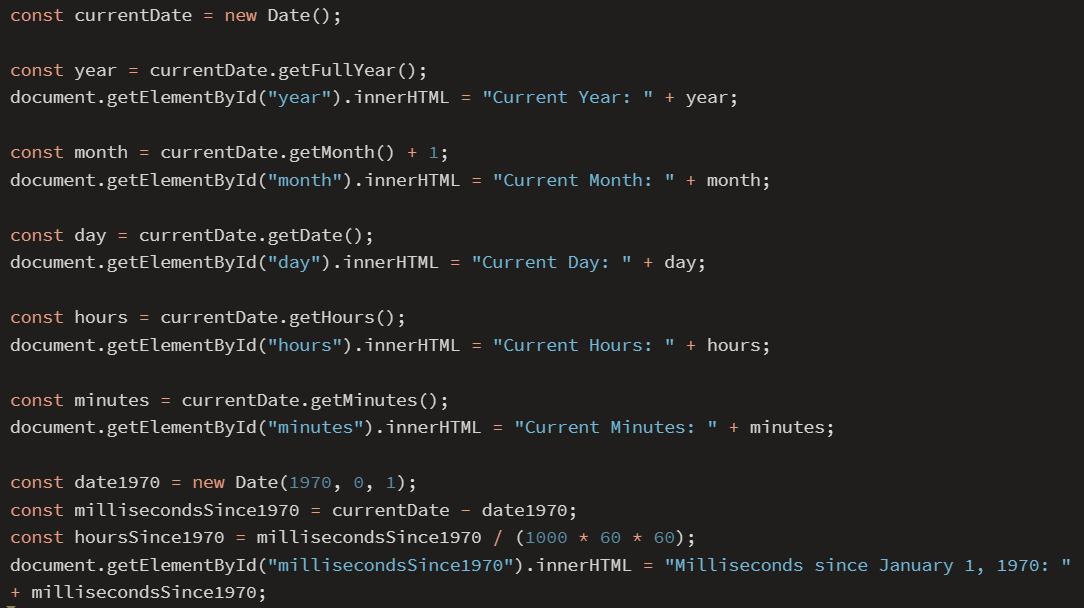 const currentDate = new Date();
const year = currentDate.getFullYear();
document.getElementById("year").innerHTML = "Current Year: " + year;
const month = currentDate.getMonth() + 1;
document.getElementById("month").innerHTML = "Current Month: " + month;
const day = currentDate.getDate();
document.getElementById("day").innerHTML = "Current Day: " + day;
const hours = currentDate.getHours();
document.getElementById("hours").innerHTML = "Current Hours: " + hours;
const minutes = currentDate.getMinutes();
document.getElementById("minutes").innerHTML = "Current Minutes: " + minutes;
const date1970 = new Date(1970, 0, 1);
const millisecondsSince1970 = currentDate - date1970;
const hoursSince1970 = millisecondsSince1970 / (1000 * 60 * 60);
document.getElementById("millisecondsSince1970").innerHTML = "Milliseconds since January 1, 1970: "
+ millisecondsSince1970;